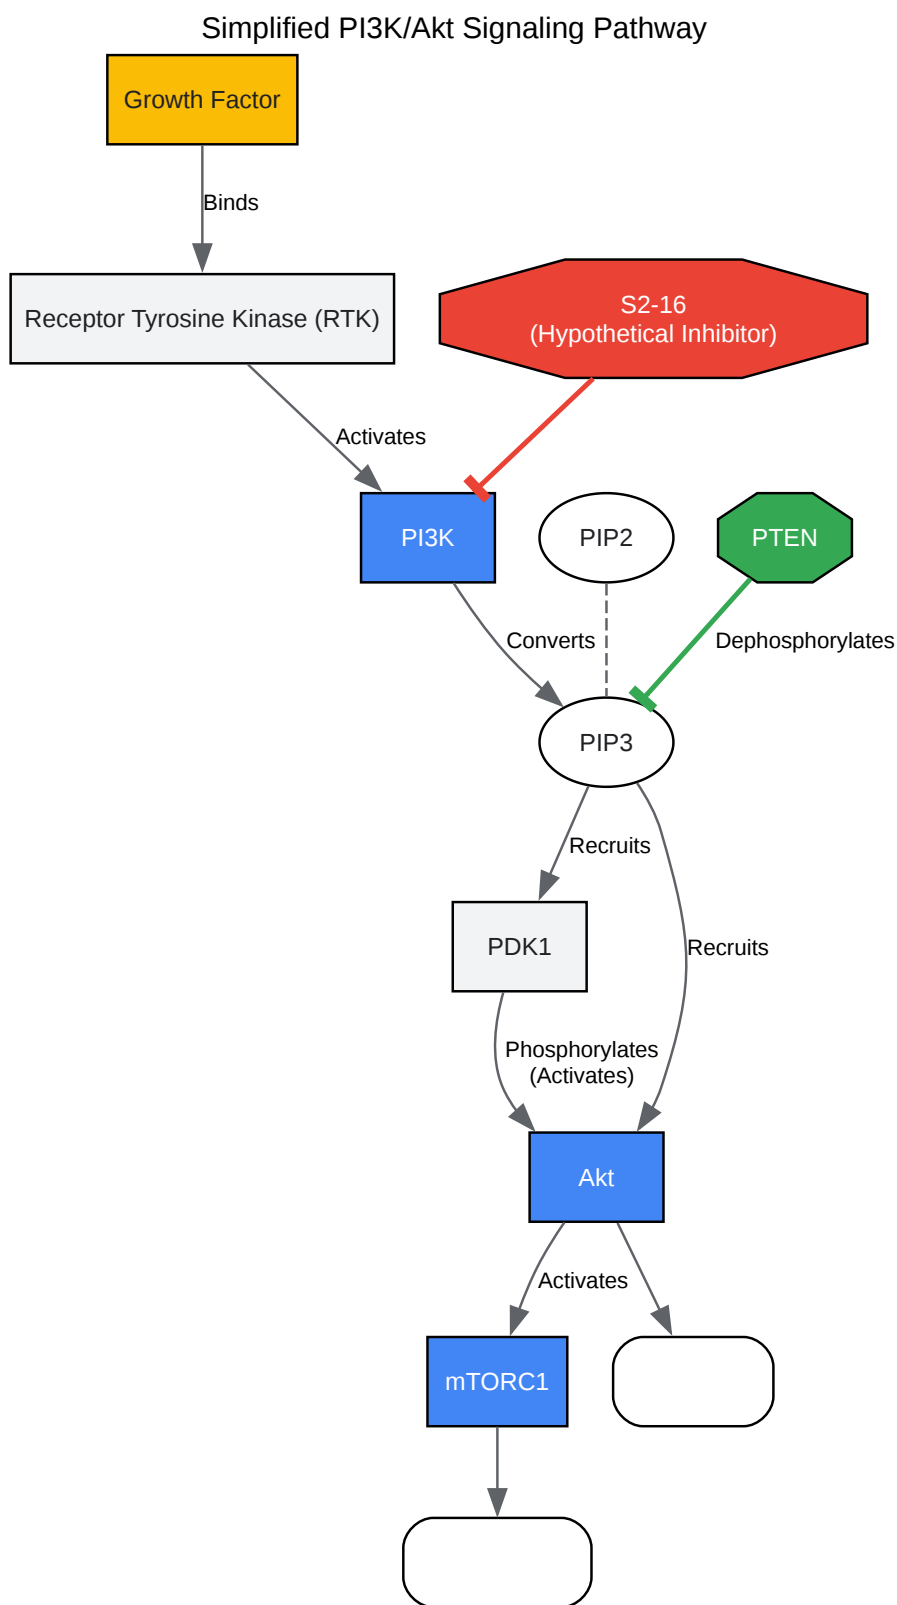 Simplified PI3K/Akt Signaling Pathway
Growth Factor
Binds
Receptor Tyrosine Kinase (RTK)
S2-16
(Hypothetical Inhibitor)
Activates
PI3K
PIP2
PTEN
Converts
Dephosphorylates
PIP3
Recruits
PDK1
Recruits
Phosphorylates
(Activates)
Akt
Activates
mTORC1